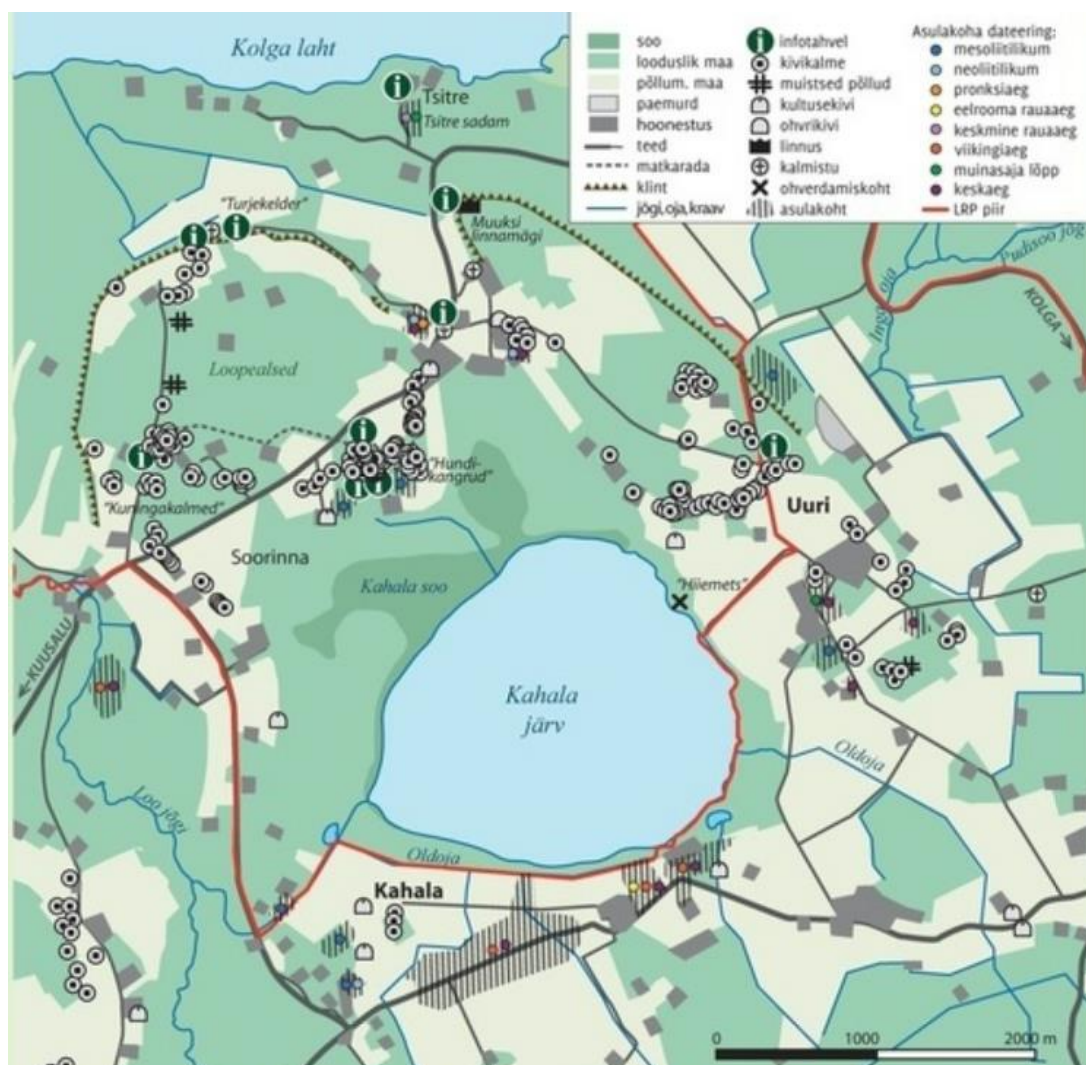 Kolga laht
Tsitre
Tsitre sadam
"Turjekelder"
Muuksi
linnamägi
soo
looduslik maa
põllum. maa
paemurd
hoonestus
teed
matkarada
klint
jõgi, oja, kraav
infotahvel
kivikalme
muistsed põllud
kultusekivi
ohvrikivi
linnus
kalmistu
ohverdamiskoht
asulakoht
Asulakoha dateering:
mesoliitilikum
neoliitilikum
pronksiaeg
eelrooma rauaaeg
keskmine rauaaeg
viikingiaeg
muinasaja lõpp
keskaeg
LRP piir
Pudisoo jõgi
KOLGA
Loopealsed
"Hundi-
kangrud"
"Kuningakalmed"
Uuri
Soorinna
Kahala soo
"Hiiemets"
KUUSALU
Kahala
järv
Oldoja
Loo jõgi
Oldoja
Kahala
0 1000 2000 m